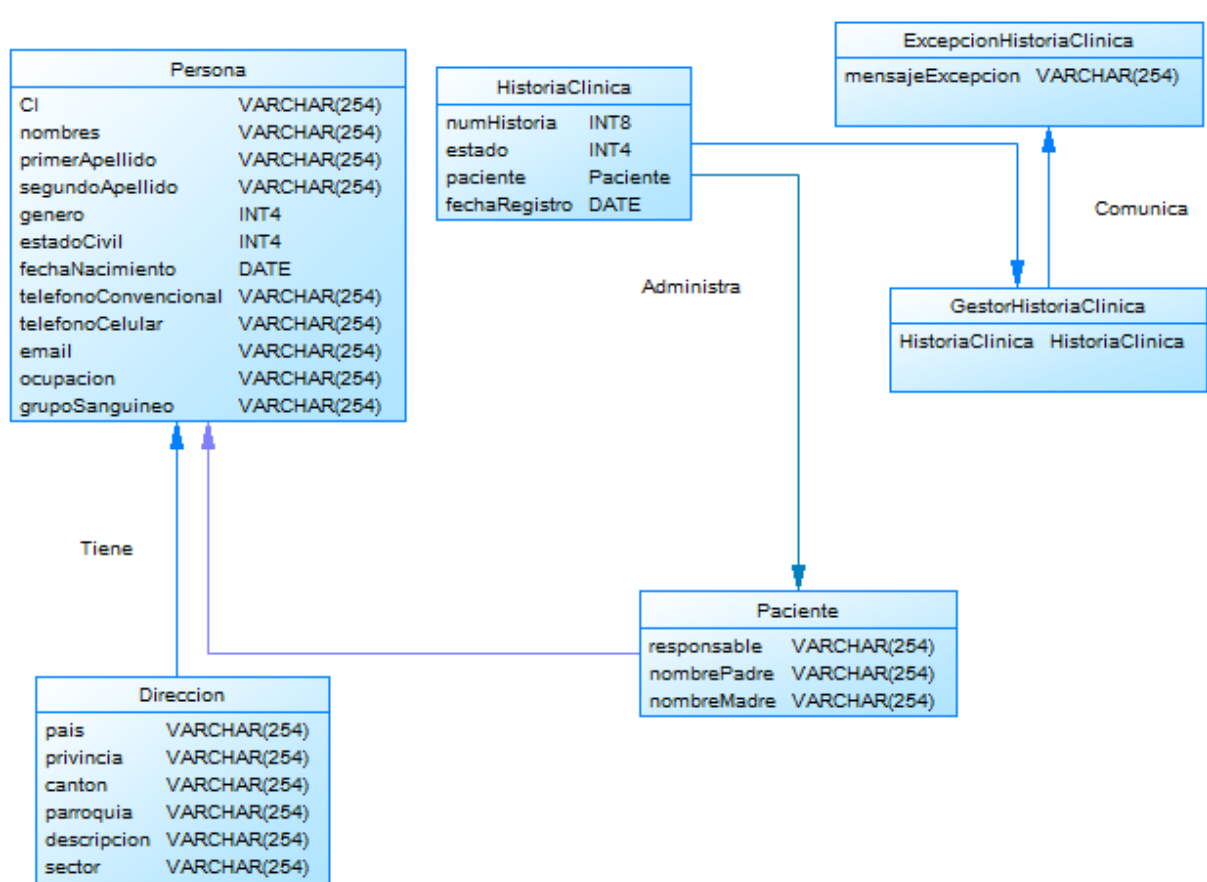 Persona
CI VARCHAR(254)
nombres VARCHAR(254)
primerApellido VARCHAR(254)
segundoApellido VARCHAR(254)
genero INT4
estadoCivil INT4
fechaNacimiento DATE
telefonoConvencional VARCHAR(254)
telefonoCelular VARCHAR(254)
email VARCHAR(254)
ocupacion VARCHAR(254)
grupoSanguineo VARCHAR(254)
HistoriaClinica
numHistoria INT8
estado INT4
paciente Paciente
fechaRegistro DATE
ExcepcionHistoriaClinica
mensajeExcepcion VARCHAR(254)
Comunica
Administra
GestorHistoriaClinica
HistoriaClinica HistoriaClinica
Tiene
Paciente
responsable VARCHAR(254)
nombrePadre VARCHAR(254)
nombreMadre VARCHAR(254)
Direccion
pais VARCHAR(254)
privincia VARCHAR(254)
canton VARCHAR(254)
parroquia VARCHAR(254)
descripcion VARCHAR(254)
sector VARCHAR(254)